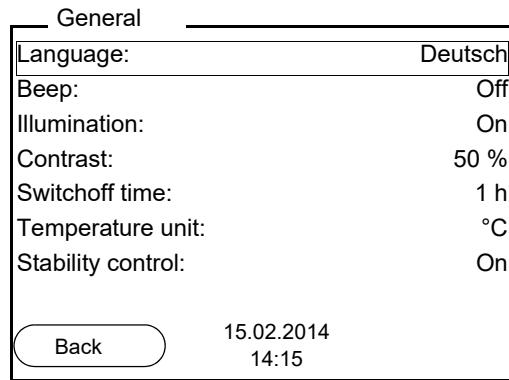 General
Language: Deutsch
Beep: Off
Illumination: On
Contrast: 50 %
Switchoff time: 1 h
Temperature unit: °C
Stability control: On
Back
15.02.2014
14:15